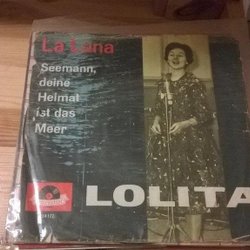 La Luna
Seemann,
deine
Heimat
ist das
Meer
LOLITA